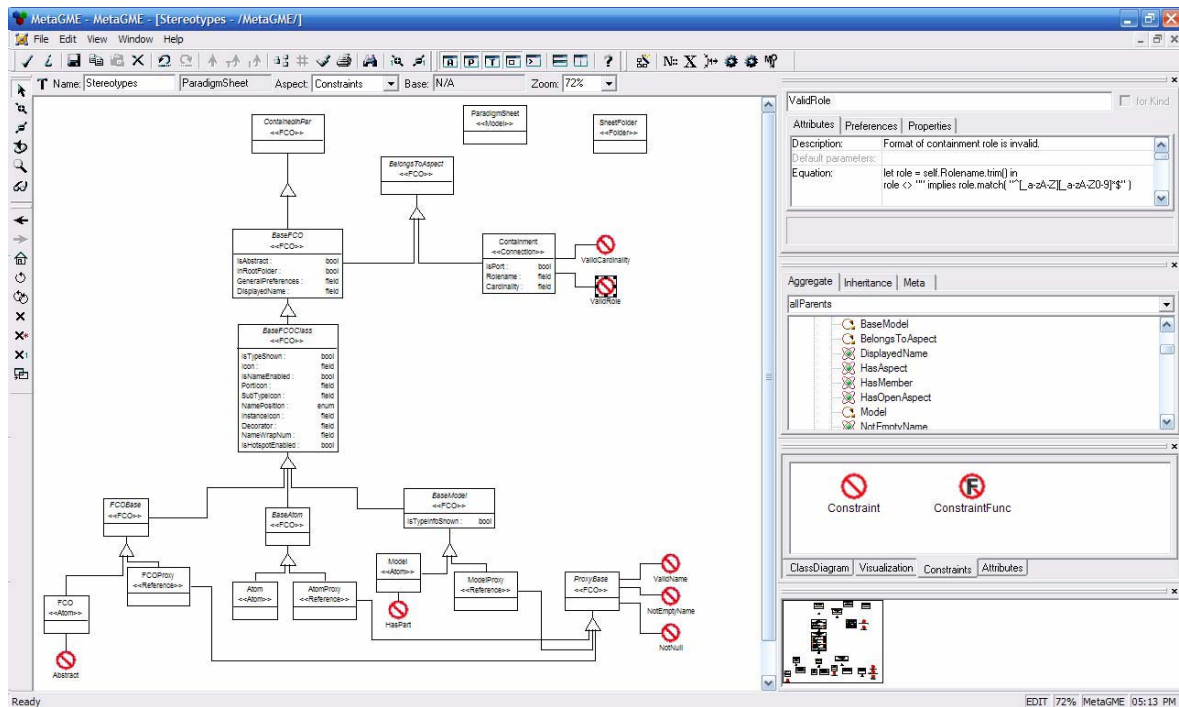 MetaGME - MetaGME - [Stereotypes - /MetaGME/]
File Edit View Window Help
Name: Stereotypes ParadigmSheet Aspect: Constraints Base: N/A Zoom: 72%
ContainedInPar
<<FCO>>
ParadigmSheet
<<Model>>
SheetFolder
<<Folder>>
BelongsToAspect
<<FCO>>
BaseFCO
<<FCO>>
IsAbstract : bool
InRootFolder : bool
GeneralPreferences : field
DisplayedName : field
Containment
<<Connection>>
IsPort : bool
Rolename : field
Cardinality : field
ValidCardinality
ValidRole
BaseFCOClass
<<FCO>>
IsTypeShown : bool
Icon : field
IsNameEnabled : bool
PortIcon : field
SubTypeIcon : field
NamePosition : enum
InstanceIcon : field
Decorator : field
NameWrapNum : field
IsHotspotEnabled : bool
FCOBase
<<FCO>>
BaseAtom
<<FCO>>
BaseModel
<<FCO>>
IsTypeInfoShown : bool
FCOProxy
<<Reference>>
FCO
<<Atom>>
Abstract
Atom
<<Atom>>
AtomProxy
<<Reference>>
Model
<<Atom>>
HasPart
ModelProxy
<<Reference>>
ProxyBase
<<FCO>>
ValidName
NotEmptyName
NotNull
ValidRole
for Kind
Attributes Preferences Properties
Description: Format of containment role is invalid.
Default parameters:
Equation: let role = self.Rolename.trim() in
role <> "" implies role.match( "^[_a-zA-Z][_a-zA-Z0-9]*$" )
Aggregate Inheritance Meta
allParents
BaseModel
BelongsToAspect
DisplayedName
HasAspect
HasMember
HasOpenAspect
Model
NotEmptyName
Constraint
ConstraintFunc
ClassDiagram Visualization Constraints Attributes
Ready
EDIT 72% MetaGME 05:13 PM